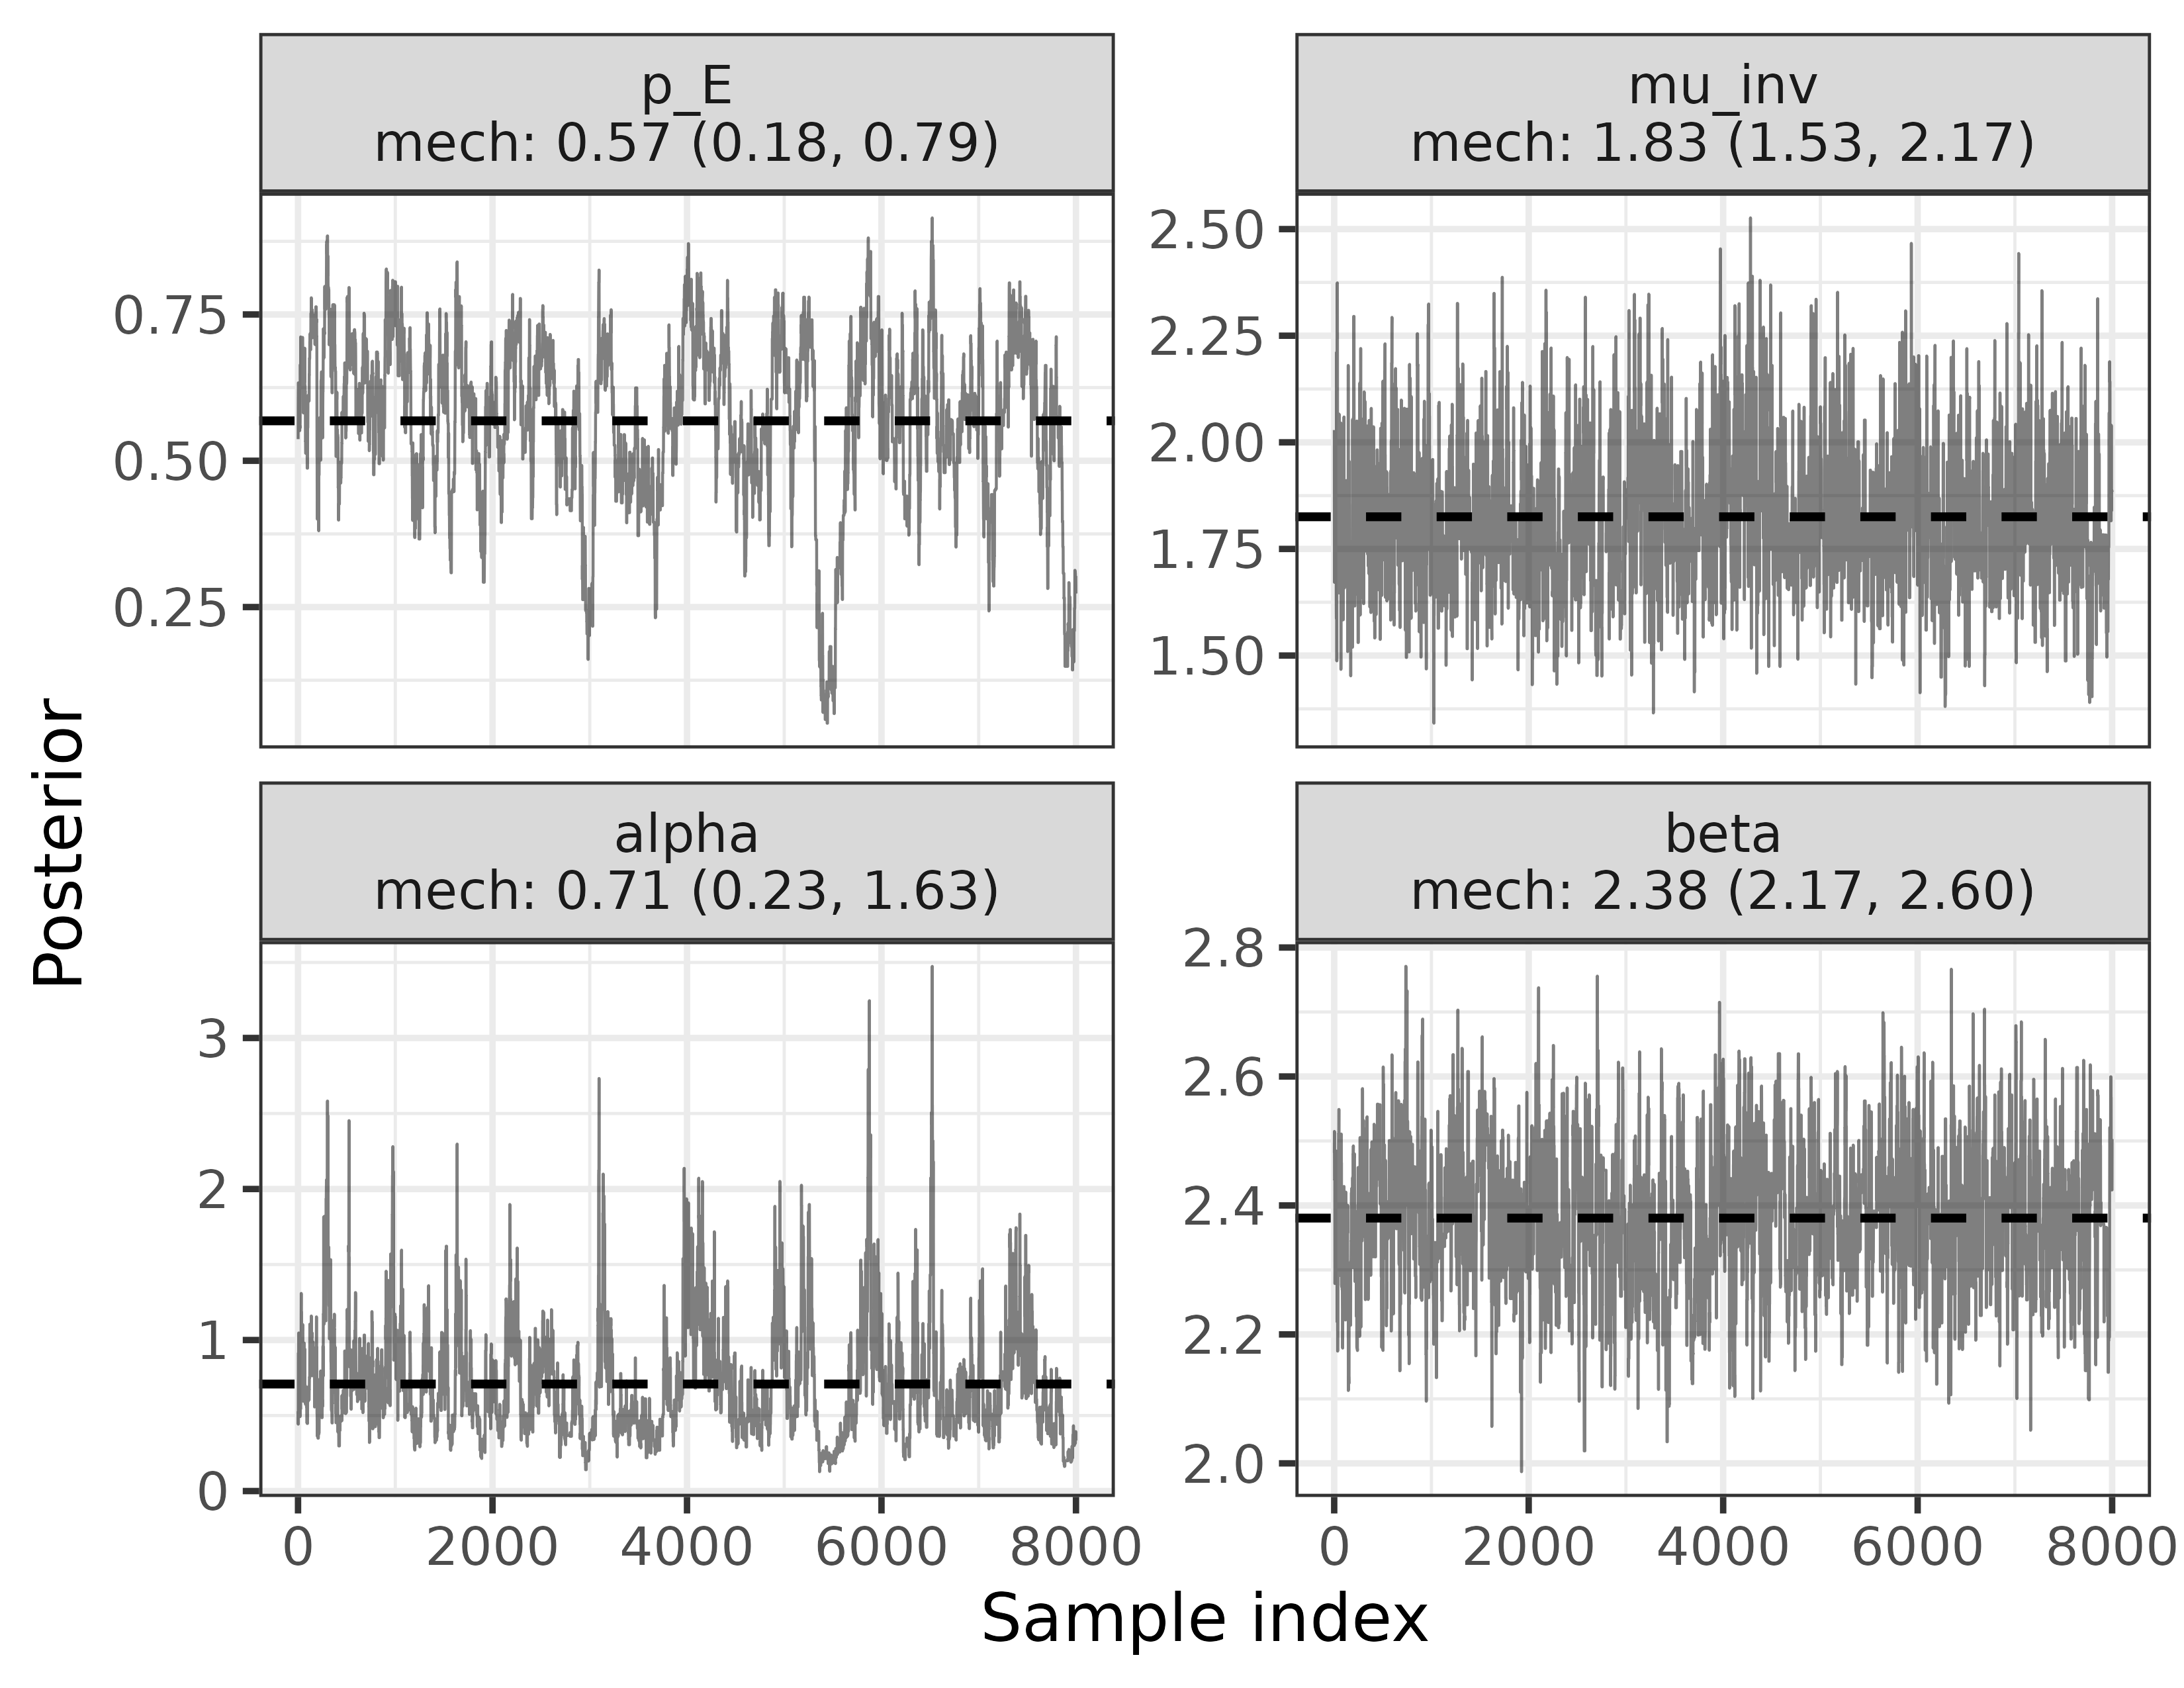 p_E
mech: 0.57 (0.18, 0.79)
mu_inv
mech: 1.83 (1.53, 2.17)
0.75
0.50
0.25
2.50
2.25
2.00
1.75
1.50
Posterior
alpha
mech: 0.71 (0.23, 1.63)
beta
mech: 2.38 (2.17, 2.60)
3
2
1
0
2.8
2.6
2.4
2.2
2.0
0 2000 4000 6000 8000
0 2000 4000 6000 8000
Sample index